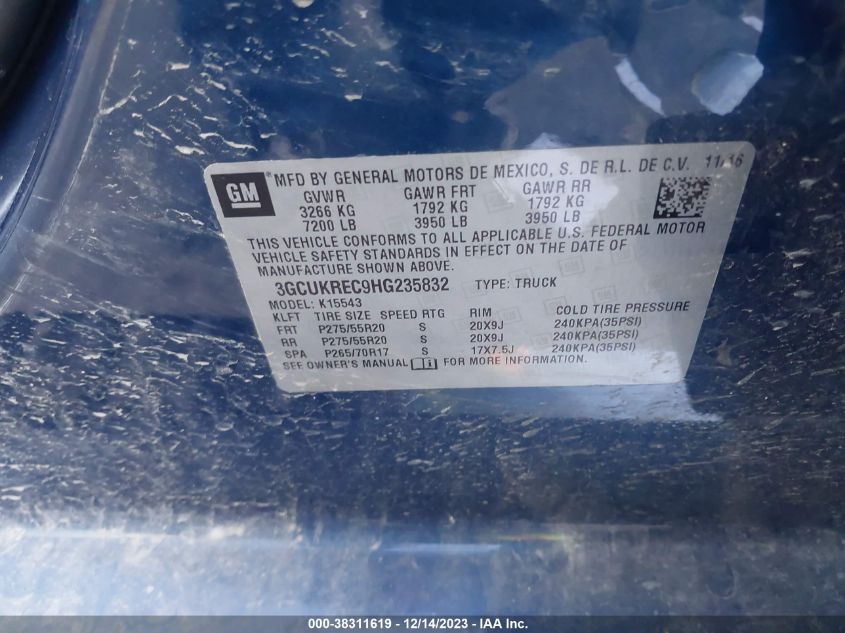 GM ® MFD BY GENERAL MOTORS DE MEXICO, S. DE R.L. DE C.V. 11/16
GVWR GAWR FRT GAWR RR
3266 KG 1792 KG 1792 KG
7200 LB 3950 LB 3950 LB
THIS VEHICLE CONFORMS TO ALL APPLICABLE U.S. FEDERAL MOTOR
VEHICLE SAFETY STANDARDS IN EFFECT ON THE DATE OF
MANUFACTURE SHOWN ABOVE.
3GCUKREC9HG235832 TYPE: TRUCK
MODEL: K15543
KLFT TIRE SIZE SPEED RTG RIM COLD TIRE PRESSURE
FRT P275/55R20 S 20X9J 240KPA(35PSI)
RR P275/55R20 S 20X9J 240KPA(35PSI)
SPA P265/70R17 S 17X7.5J 240KPA(35PSI)
SEE OWNER'S MANUAL FOR MORE INFORMATION.
000-38311619 - 12/14/2023 - IAA Inc.